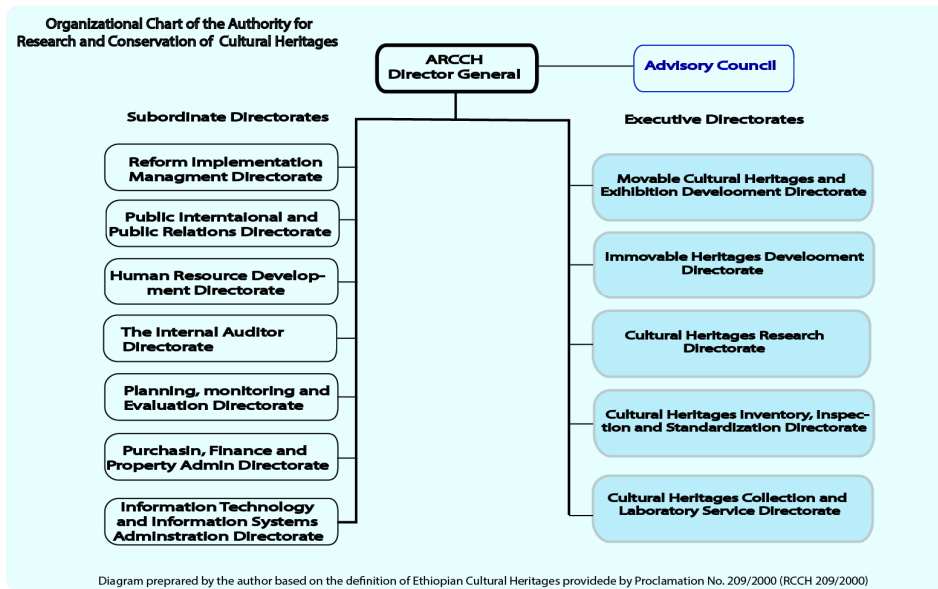 Organizational Chart of the Authority for
Research and Conservation of Cultural Heritages
ARCCH
Director General
Advisory Council
Subordinate Directorates
Reform Implementation
Managment Directorate
Public Interntaional and
Public Relations Directorate
Human Resource Develop-
ment Directorate
The Internal Auditor
Directorate
Planning, monitoring and
Evaluation Directorate
Purchasin, Finance and
Property Admin Directorate
Information Technology
and Information Systems
Adminstration Directorate
Executive Directorates
Movable Cultural Heritages and
Exihibition Develooment Directorate
Immovable Heritages Develooment
Directorate
Cultural Heritages Research
Directorate
Cultural Heritages Inventory, Inspec-
tion and Standardization Directorate
Cultural Heritages Collection and
Laboratory Service Directorate
Diagram preprared by the author based on the definition of Ethiopian Cultural Heritages providede by Proclamation No. 209/2000 (RCCH 209/2000)